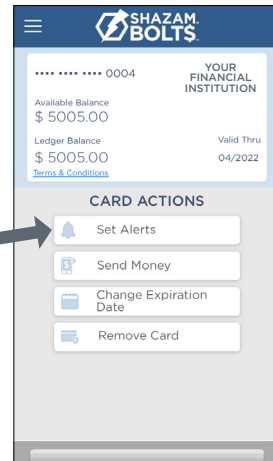 SHAZAM.
BOLT$.
•••• •••• •••• 0004
YOUR
FINANCIAL
INSTITUTION
Available Balance
$ 5005.00
Ledger Balance
Valid Thru
$ 5005.00
04/2022
Terms & Conditions
CARD ACTIONS
Set Alerts
Send Money
Change Expiration
Date
Remove Card